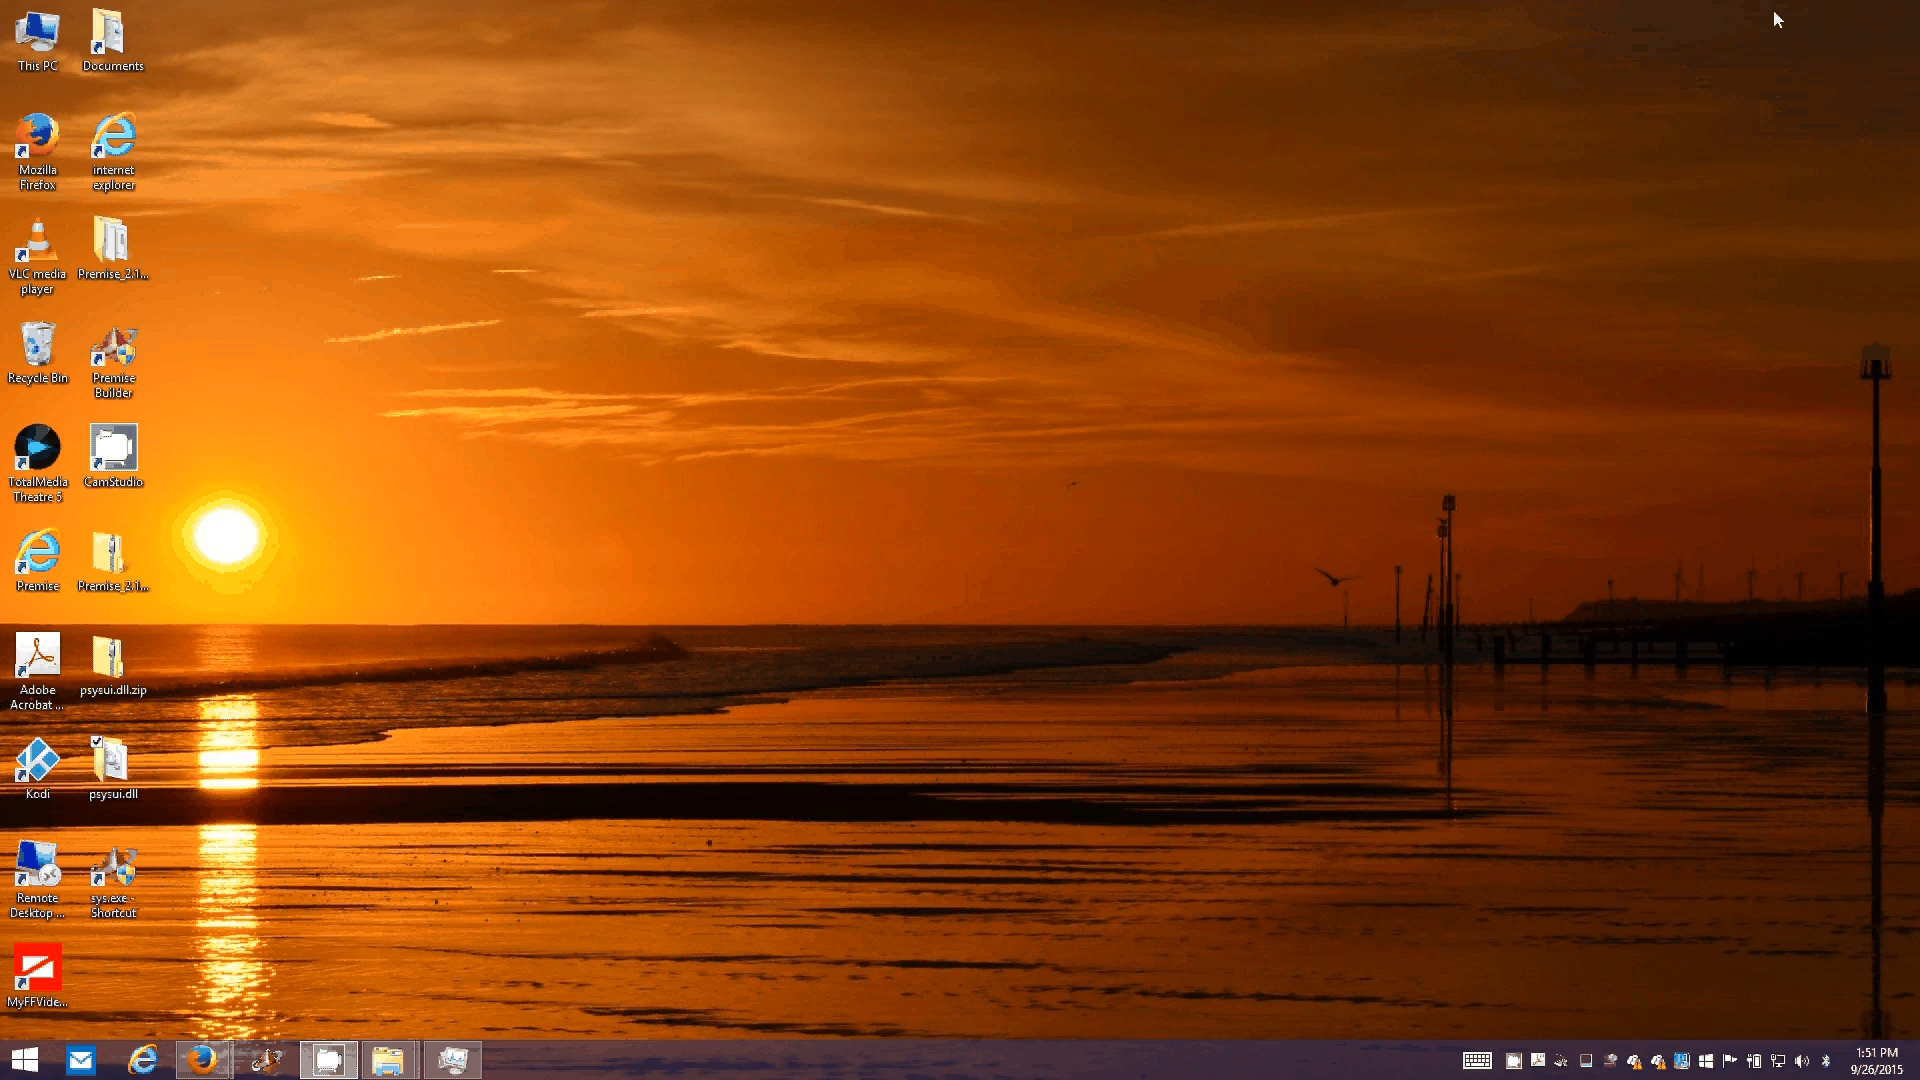 This PC
Documents
Mozilla
Firefox
internet
explorer
VLC media
player
Premise_2.1...
Recycle Bin
Premise
Builder
TotalMedia
Theatre 5
CamStudio
Premise
Premise_2.1...
Adobe
Acrobat ...
psysui.dll.zip
Kodi
psysui.dll
Remote
Desktop ...
sys.exe -
Shortcut
MyFFVide...
1:51 PM
9/26/2015